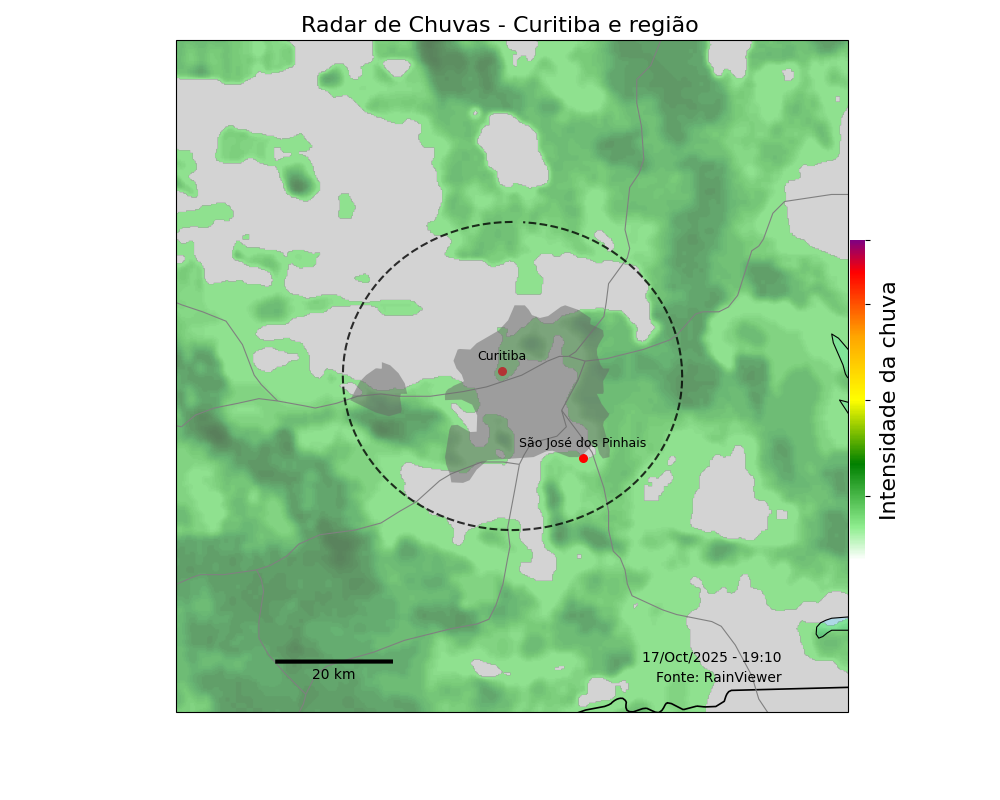 Radar de Chuvas - Curitiba e região
Curitiba
São José dos Pinhais
Intensidade da chuva
17/Oct/2025 - 19:10
Fonte: RainViewer
20 km